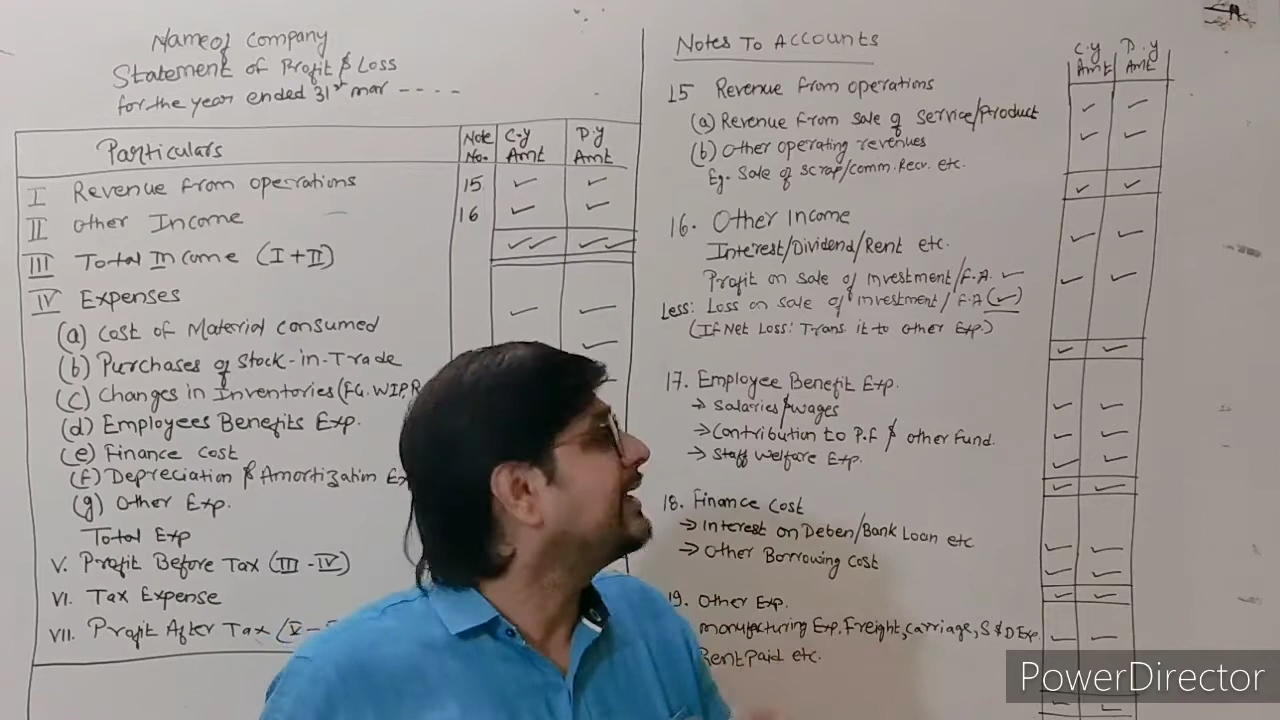 Name of Company
Statement of Profit & Loss
for the year ended 31st mar ----
Particulars
Note No.
C.Y Amt
P.Y Amt
I Revenue from operations 15
II Other Income 16
III Total Income (I+II)
IV Expenses
(a) Cost of Material Consumed
(b) Purchases of Stock-in-Trade
(c) Changes in Inventories (FG, WIP, R
(d) Employees Benefits Exp.
(e) Finance Cost
(f) Depreciation & Amortization Ex
(g) Other Exp.
Total Exp
V. Profit Before Tax (III-IV)
VI. Tax Expense
VII. Profit After Tax (V-
Notes To Accounts
C.Y Amt
P.Y Amt
15 Revenue from operations
(a) Revenue from sale of service/Product
(b) Other operating revenues
Eg. Sale of scrap/comm. Recv. etc.
16. Other Income
Interest/Dividend/Rent etc.
Profit on sale of investment/F.A.
Less: Loss on sale of investment/F.A
(If Net Loss: Trans. it to other Exp.)
17. Employee Benefit Exp.
→ Salaries & wages
→ Contribution to P.F & other Fund.
→ Staff Welfare Exp.
18. Finance Cost
→ Interest on Deben/Bank Loan etc
→ Other Borrowing Cost
19. Other Exp.
Manufacturing Exp. Freight, Carriage, S & D Exp.
Rent Paid etc.
PowerDirector